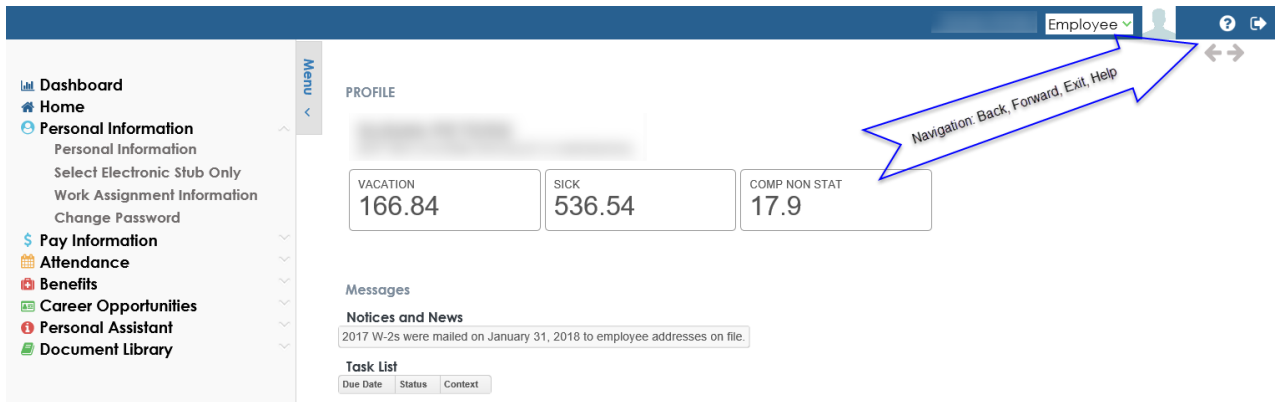 Employee
Navigation: Back, Forward, Exit, Help
Menu
Dashboard
Home
Personal Information
Personal Information
Select Electronic Stub Only
Work Assignment Information
Change Password
Pay Information
Attendance
Benefits
Career Opportunities
Personal Assistant
Document Library
PROFILE
VACATION
166.84
SICK
536.54
COMP NON STAT
17.9
Messages
Notices and News
2017 W-2s were mailed on January 31, 2018 to employee addresses on file.
Task List
Due Date Status Context